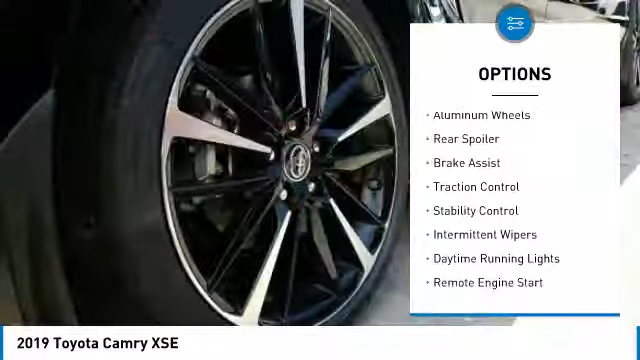 OPTIONS
· Aluminum Wheels
· Rear Spoiler
· Brake Assist
· Traction Control
· Stability Control
· Intermittent Wipers
· Daytime Running Lights
· Remote Engine Start
2019 Toyota Camry XSE